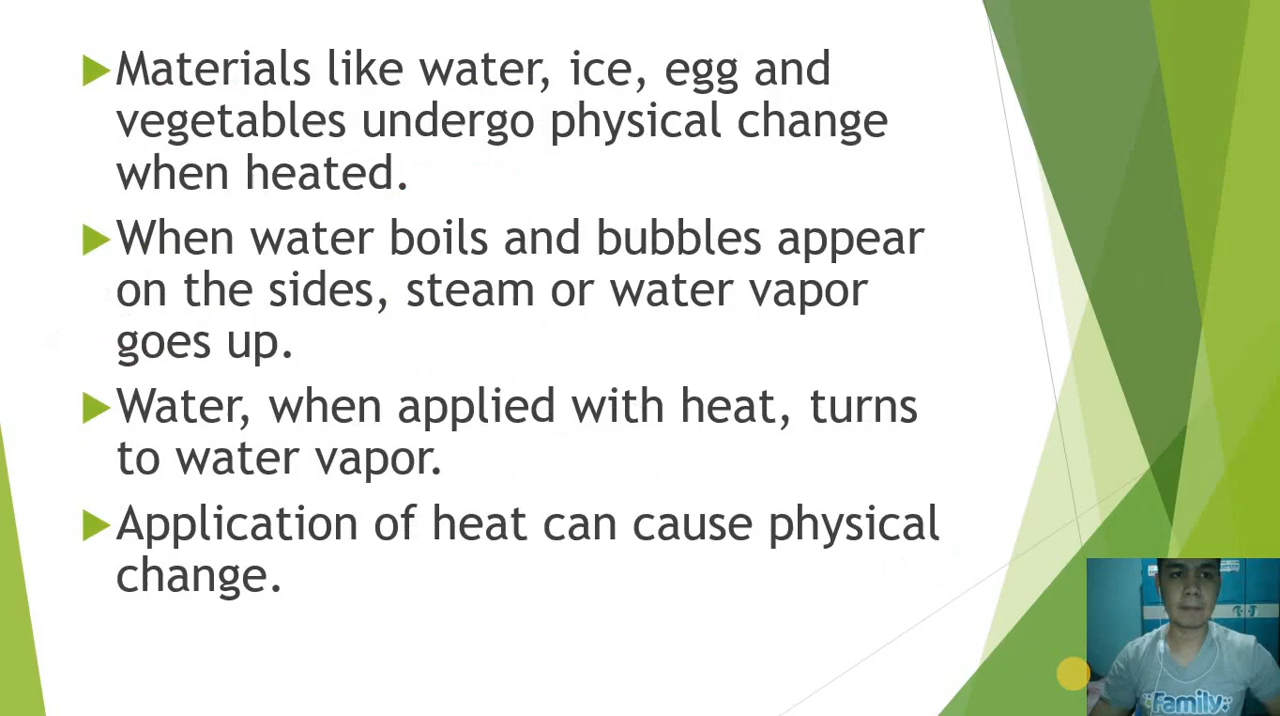 Materials like water, ice, egg and
vegetables undergo physical change
when heated.
When water boils and bubbles appear
on the sides, steam or water vapor
goes up.
Water, when applied with heat, turns
to water vapor.
Application of heat can cause physical
change.
Family